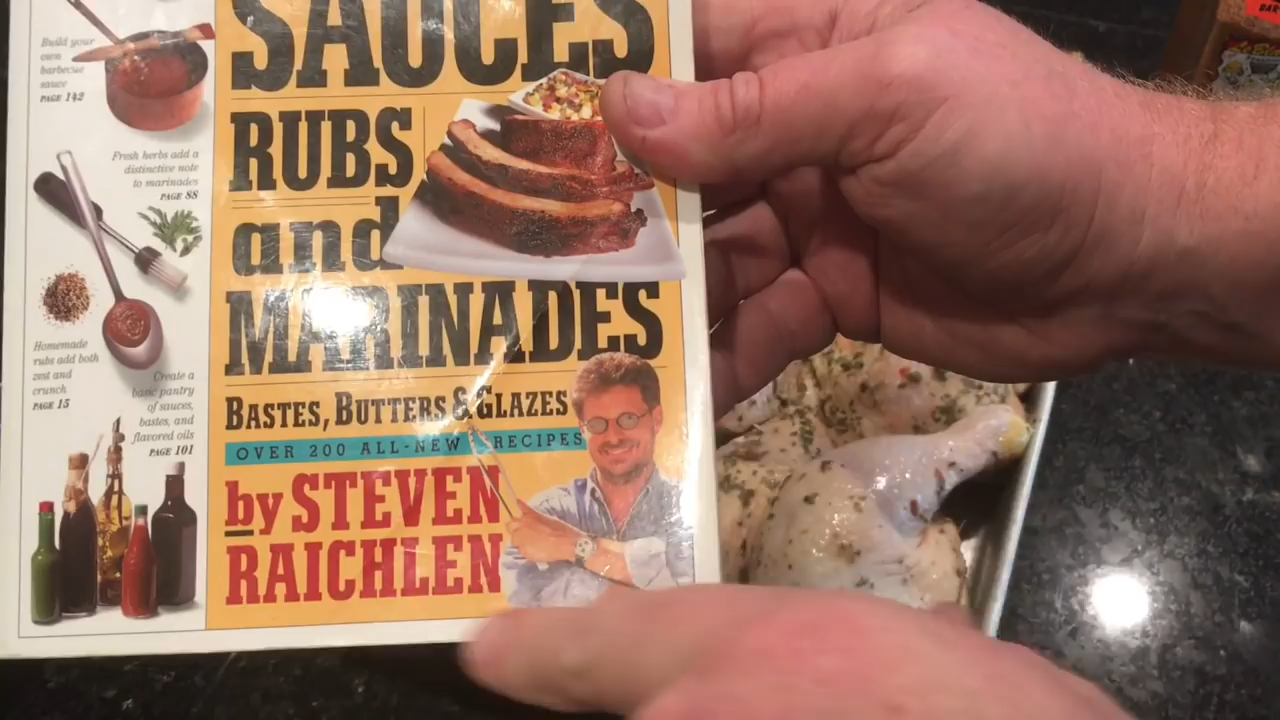 Build your
own
barbecue
sauce
PAGE 142
Fresh herbs add a
distinctive note
to marinades
PAGE 88
Homemade
rubs add both
zest and
crunch
PAGE 15
Create a
basic pantry
of sauces,
bastes, and
flavored oils
PAGE 101
SAUCES
RUBS
and
MARINADES
BASTES, BUTTERS & GLAZES
OVER 200 ALL-NEW RECIPES
by STEVEN
RAICHLEN
BAR-